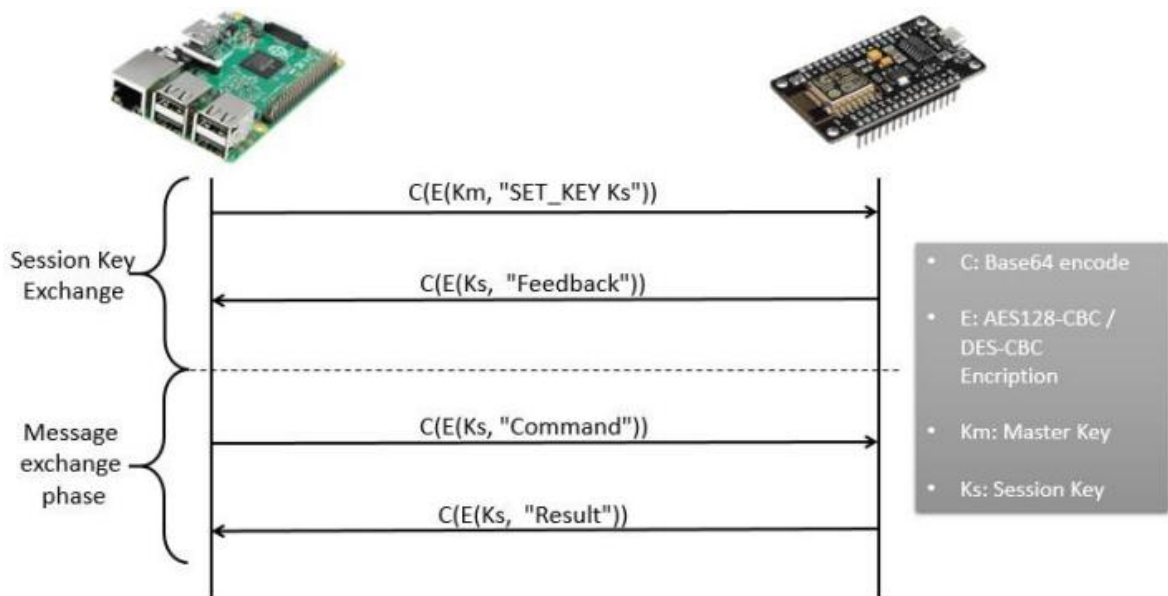 C(E(Km, "SET_KEY Ks"))
Session Key
Exchange
C(E(Ks, "Feedback"))
C(E(Ks, "Command"))
Message
exchange
phase
C(E(Ks, "Result"))
• C: Base64 encode
• E: AES128-CBC /
DES-CBC
Encription
• Km: Master Key
• Ks: Session Key